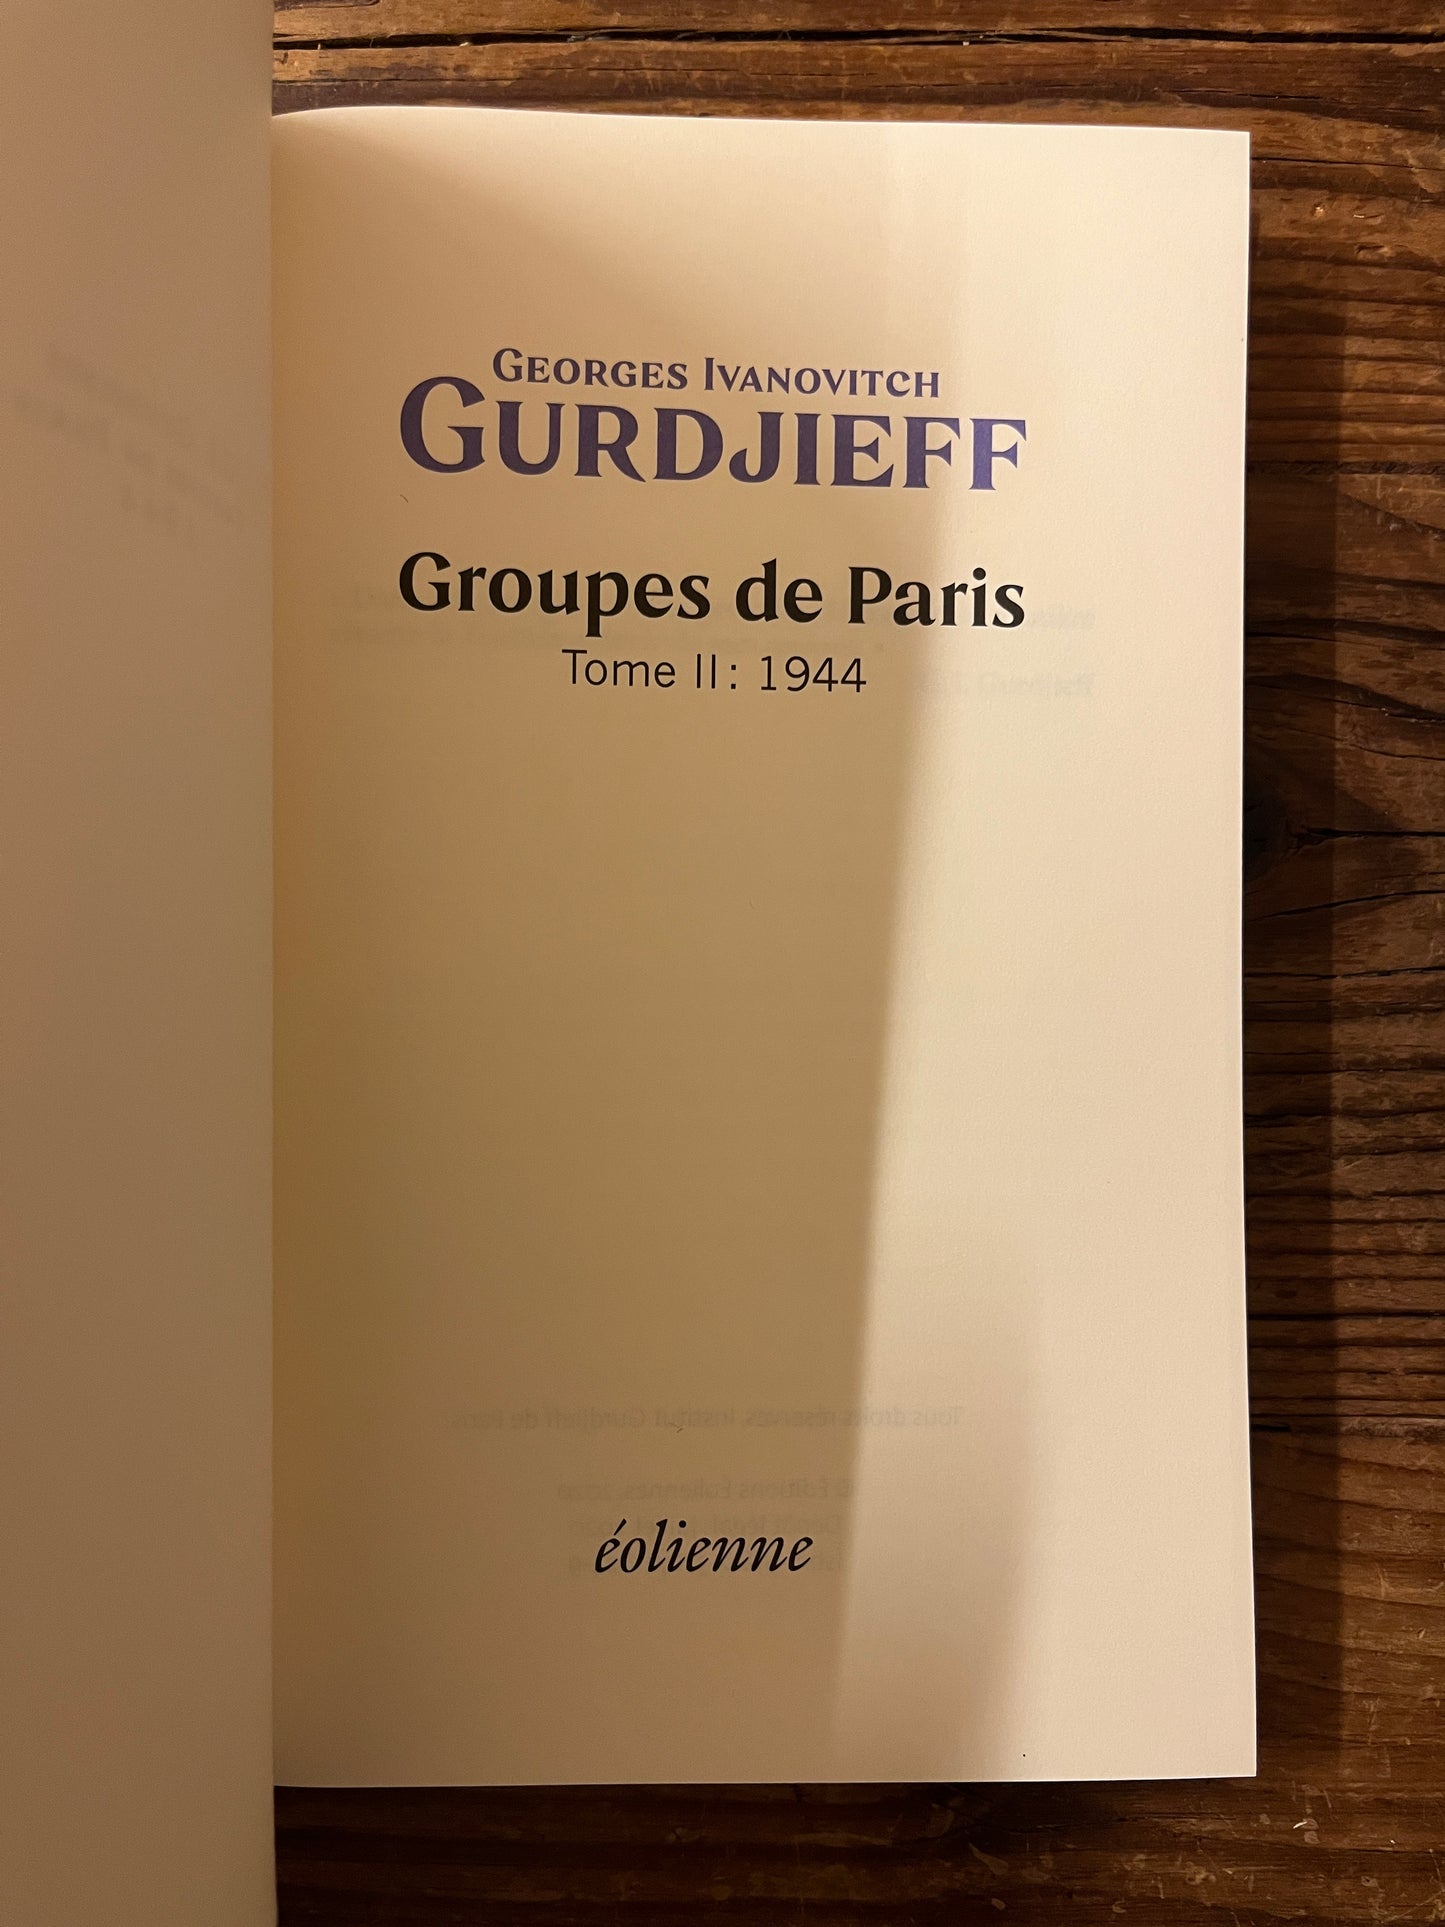 Georges Ivanovitch
Gurdjieff
Groupes de Paris
Tome II : 1944
éolienne